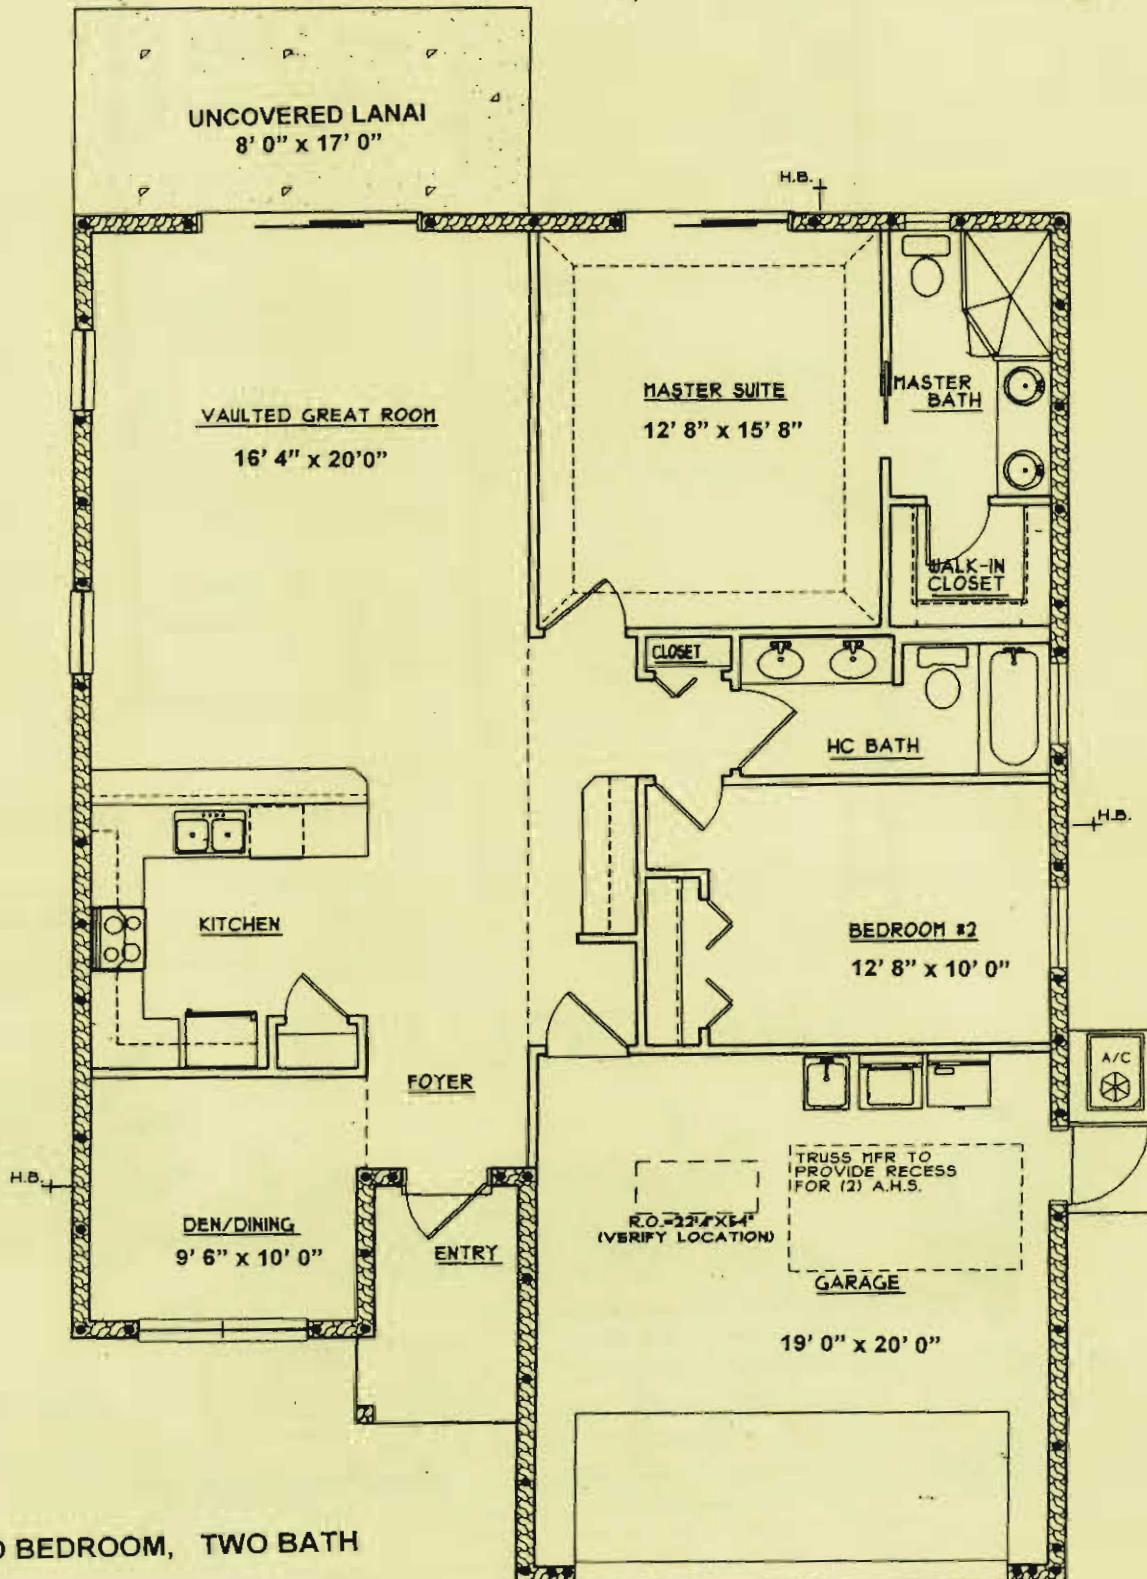 UNCOVERED LANAI
8' 0" x 17' 0"
H.B.
VAULTED GREAT ROOM
16' 4" x 20'0"
MASTER SUITE
12' 8" x 15' 8"
MASTER
BATH
WALK-IN
CLOSET
CLOSET
HC BATH
H.B.
KITCHEN
BEDROOM #2
12' 8" x 10' 0"
A/C
FOYER
H.B.
TRUSS MFR TO
PROVIDE RECESS
FOR (2) A.H.S.
DEN/DINING
9' 6" x 10' 0"
ENTRY
(VERIFY LOCATION)
GARAGE
19' 0" x 20' 0"
BEDROOM, TWO BATH